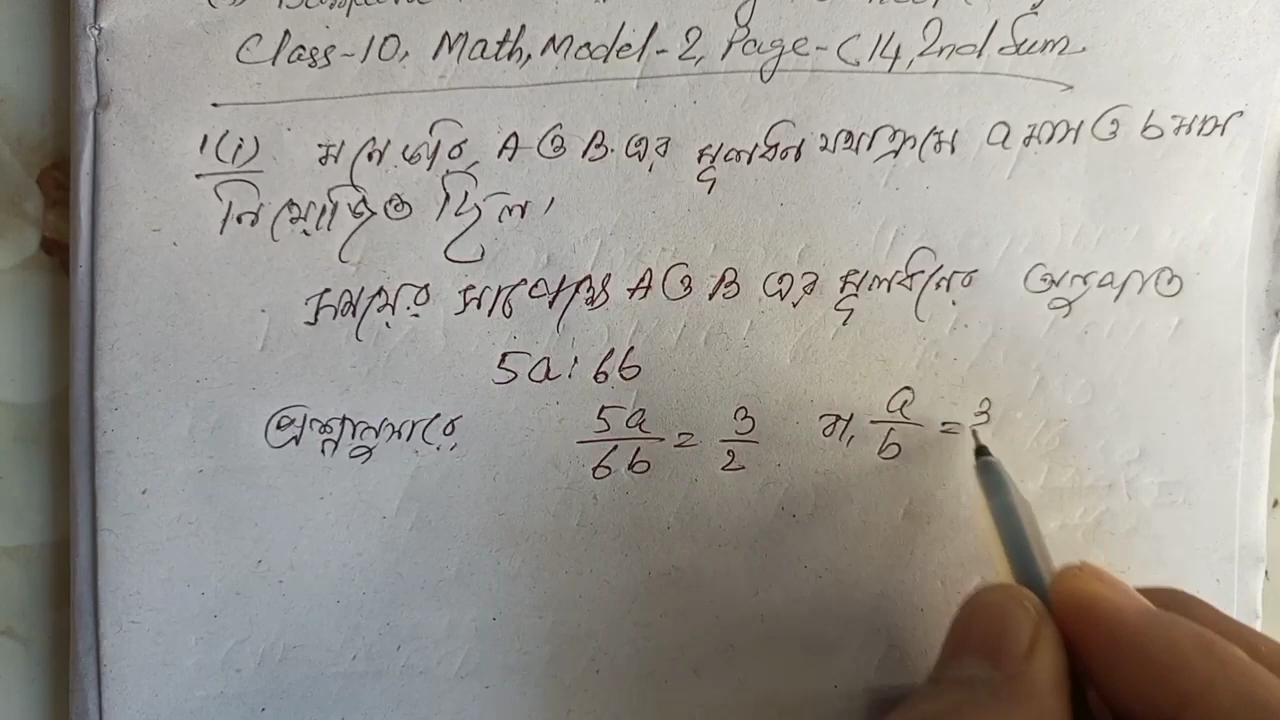 Class-10, Math, Model-2, Page-C14, 2nd Sum
1(i) মনে করি, A ও B এর মূলধন যথাক্রমে a মাস ও b মাস
নিয়োজিত ছিল।
সময়ের সাপেক্ষে A ও B এর মূলধনের অনুপাত
5a : 6b
প্রশ্নানুসারে, 5a/6b = 3/2 বা, a/b = 3